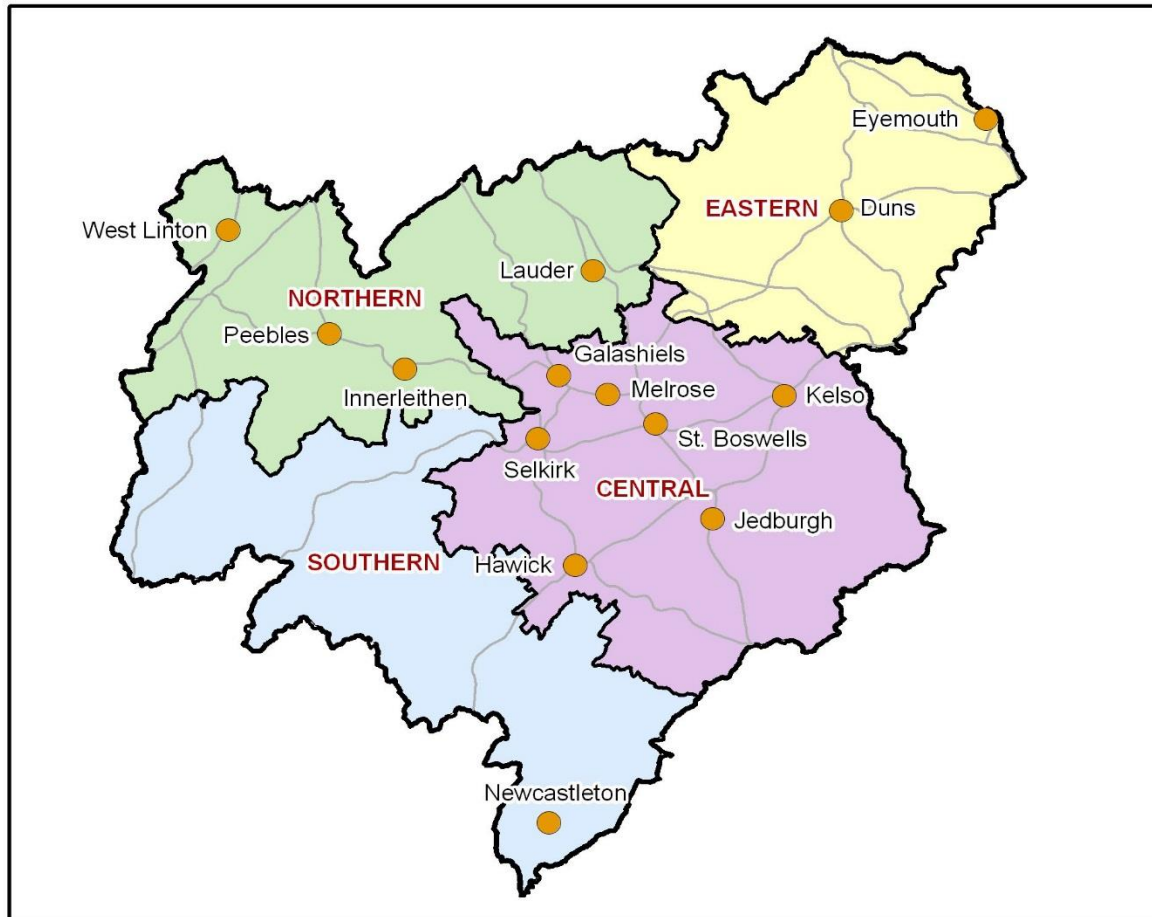 Eyemouth
EASTERN
Duns
West Linton
Lauder
NORTHERN
Peebles
Galashiels
Innerleithen
Melrose
Kelso
St. Boswells
Selkirk
CENTRAL
Jedburgh
SOUTHERN
Hawick
Newcastleton